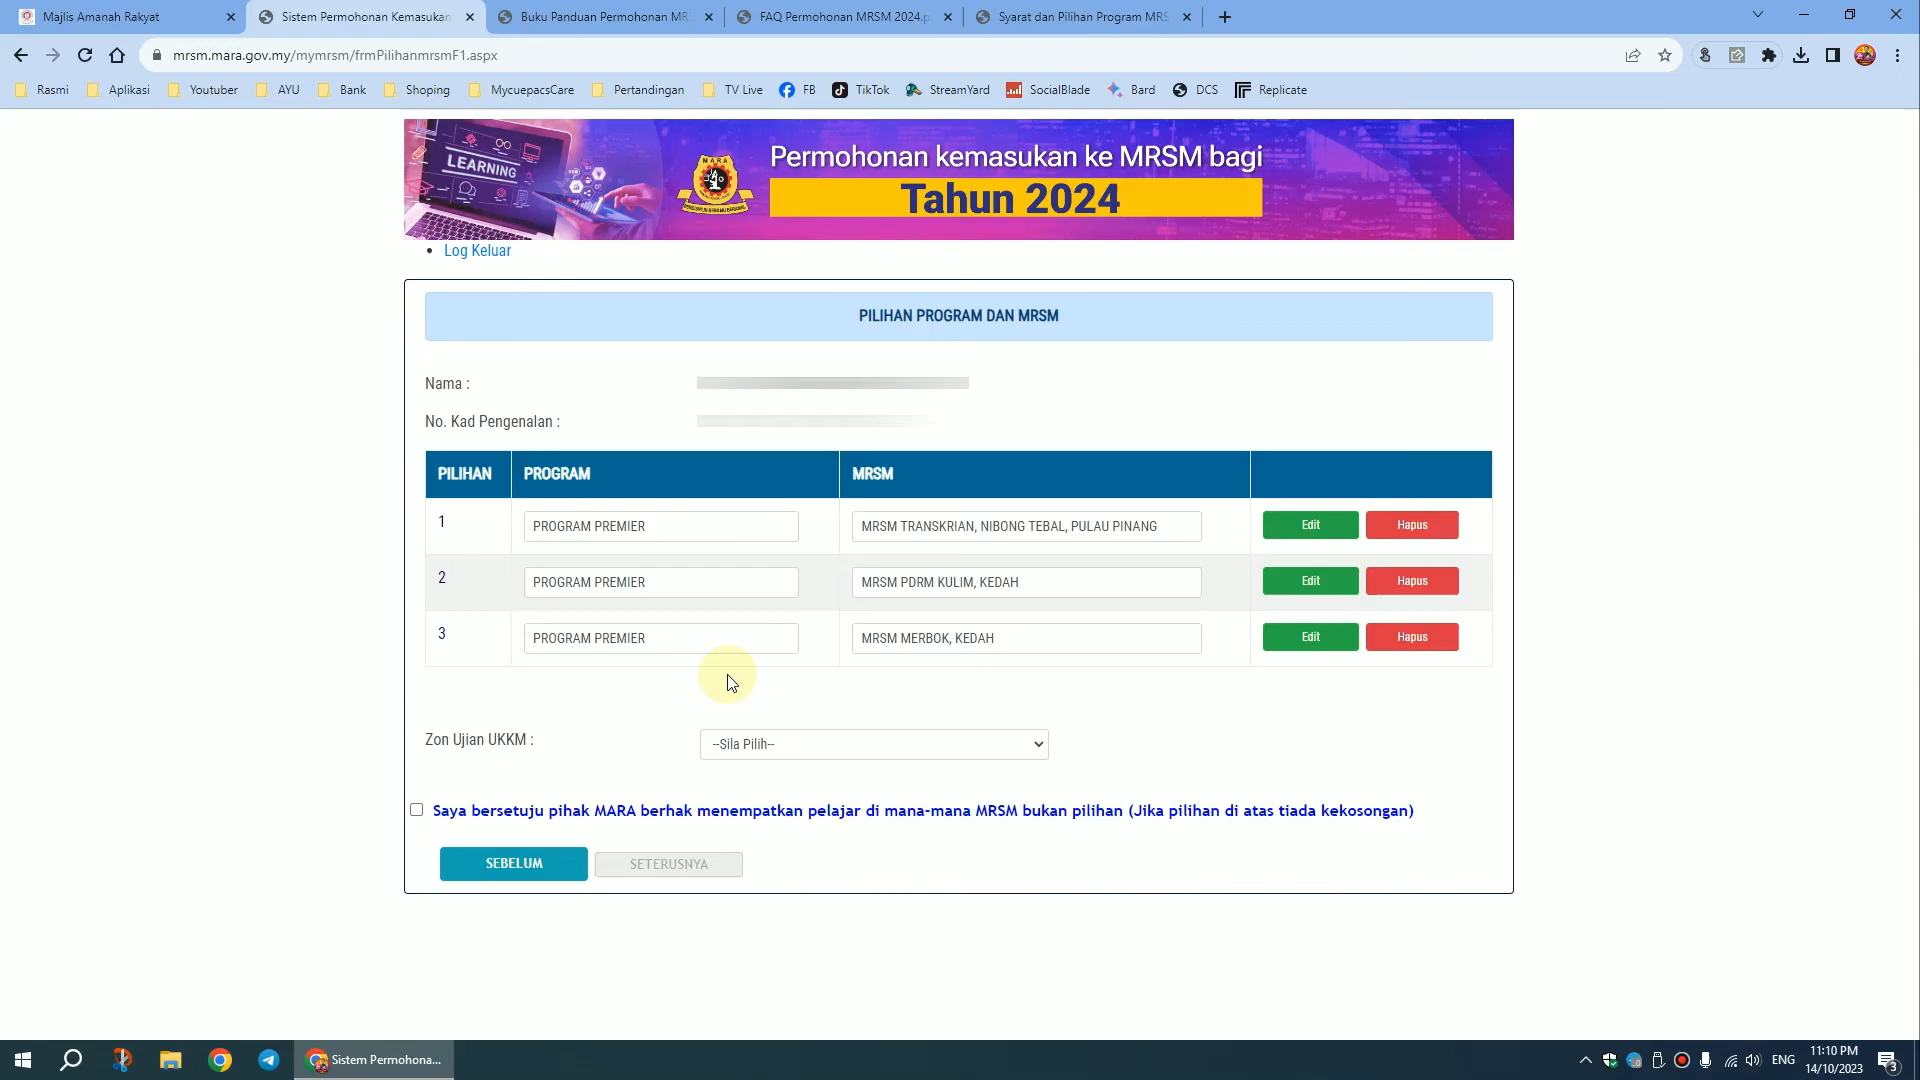 Majlis Amanah Rakyat
Sistem Permohonan Kemasukan
Buku Panduan Permohonan MR
FAQ Permohonan MRSM 2024.p
Syarat dan Pilihan Program MRS
mrsm.mara.gov.my/mymrsm/frmPilihanmrsmF1.aspx
Rasmi
Aplikasi
Youtuber
AYU
Bank
Shoping
MycuepacsCare
Pertandingan
TV Live
FB
TikTok
StreamYard
SocialBlade
Bard
DCS
Replicate
LEARNING
MARA
Permohonan kemasukan ke MRSM bagi
Tahun 2024
Log Keluar
PILIHAN PROGRAM DAN MRSM
Nama :
No. Kad Pengenalan :
PILIHAN PROGRAM MRSM
1 PROGRAM PREMIER MRSM TRANSKRIAN, NIBONG TEBAL, PULAU PINANG Edit Hapus
2 PROGRAM PREMIER MRSM PDRM KULIM, KEDAH Edit Hapus
3 PROGRAM PREMIER MRSM MERBOK, KEDAH Edit Hapus
Zon Ujian UKKM : --Sila Pilih--
Saya bersetuju pihak MARA berhak menempatkan pelajar di mana-mana MRSM bukan pilihan (Jika pilihan di atas tiada kekosongan)
SEBELUM SETERUSNYA
Sistem Permohona...
ENG
11:10 PM
14/10/2023
3